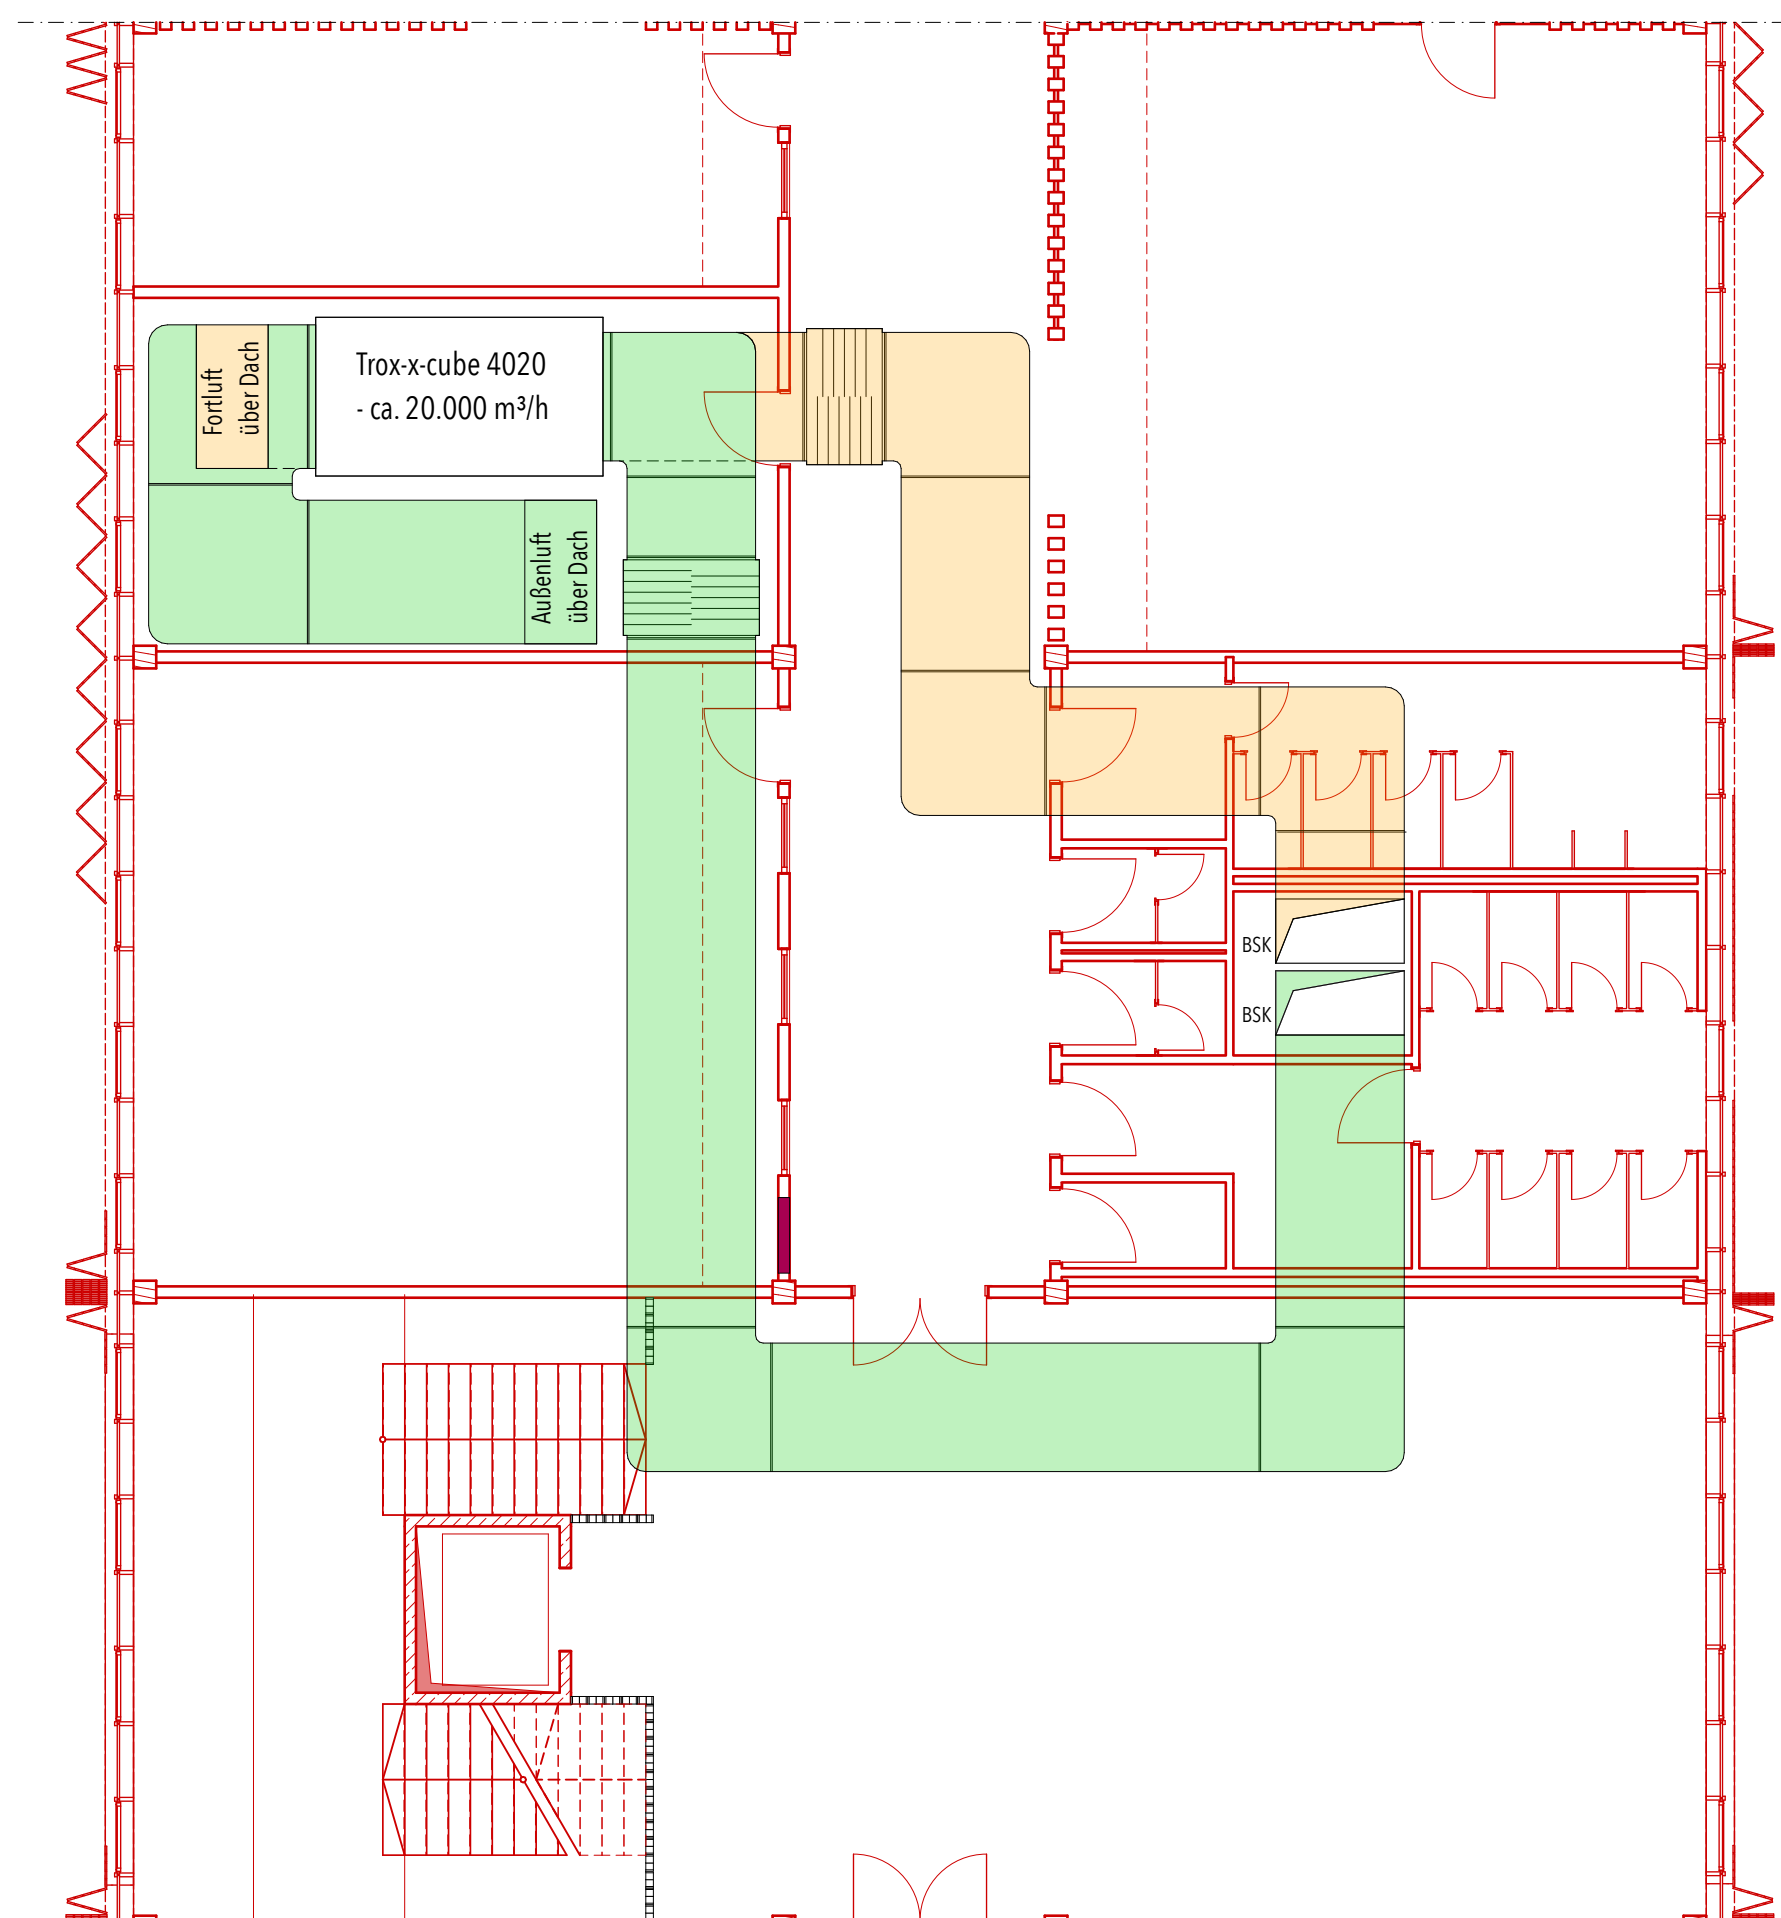 Fortluft
über Dach
Trox-x-cube 4020
- ca. 20.000 m³/h
Außenluft
über Dach
BSK
BSK